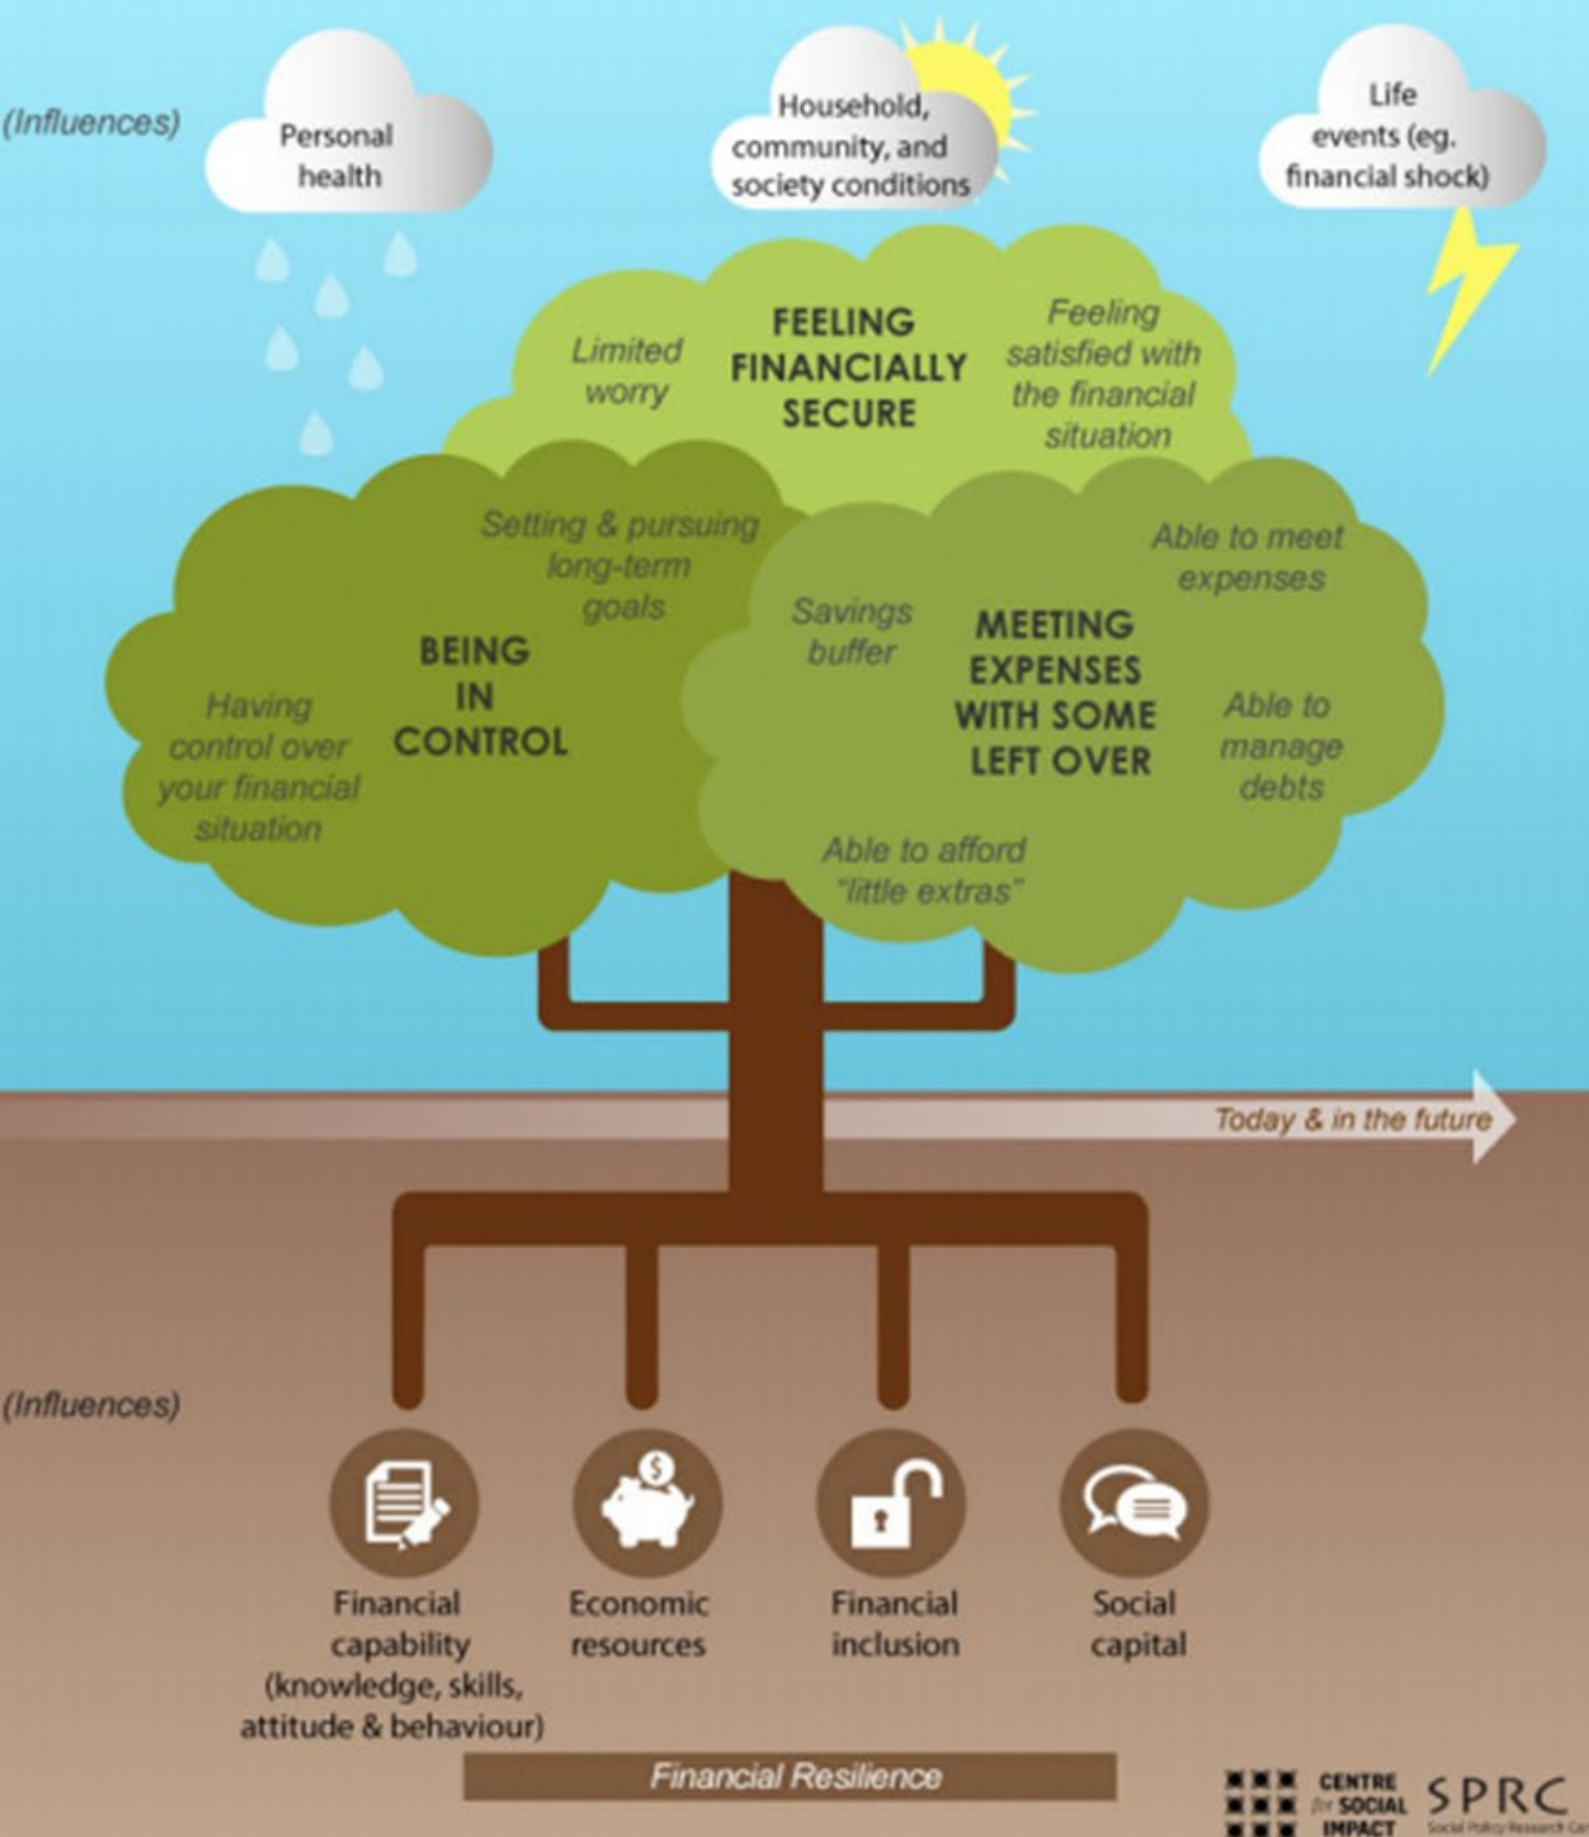 (Influences)
Personal
health
Household,
community, and
society conditions
Life
events (eg.
financial shock)
Limited
worry
FEELING
FINANCIALLY
SECURE
Feeling
satisfied with
the financial
situation
Setting & pursuing
long-term
goals
BEING
IN
CONTROL
Having
control over
your financial
situation
Savings
buffer
MEETING
EXPENSES
WITH SOME
LEFT OVER
Able to meet
expenses
Able to
manage
debts
Able to afford
"little extras"
Today & in the future
(Influences)
$
Financial
capability
(knowledge, skills,
attitude & behaviour)
Economic
resources
Financial
inclusion
Social
capital
Financial Resilience
CENTRE
for SOCIAL
IMPACT
SPRC
Social Policy Research